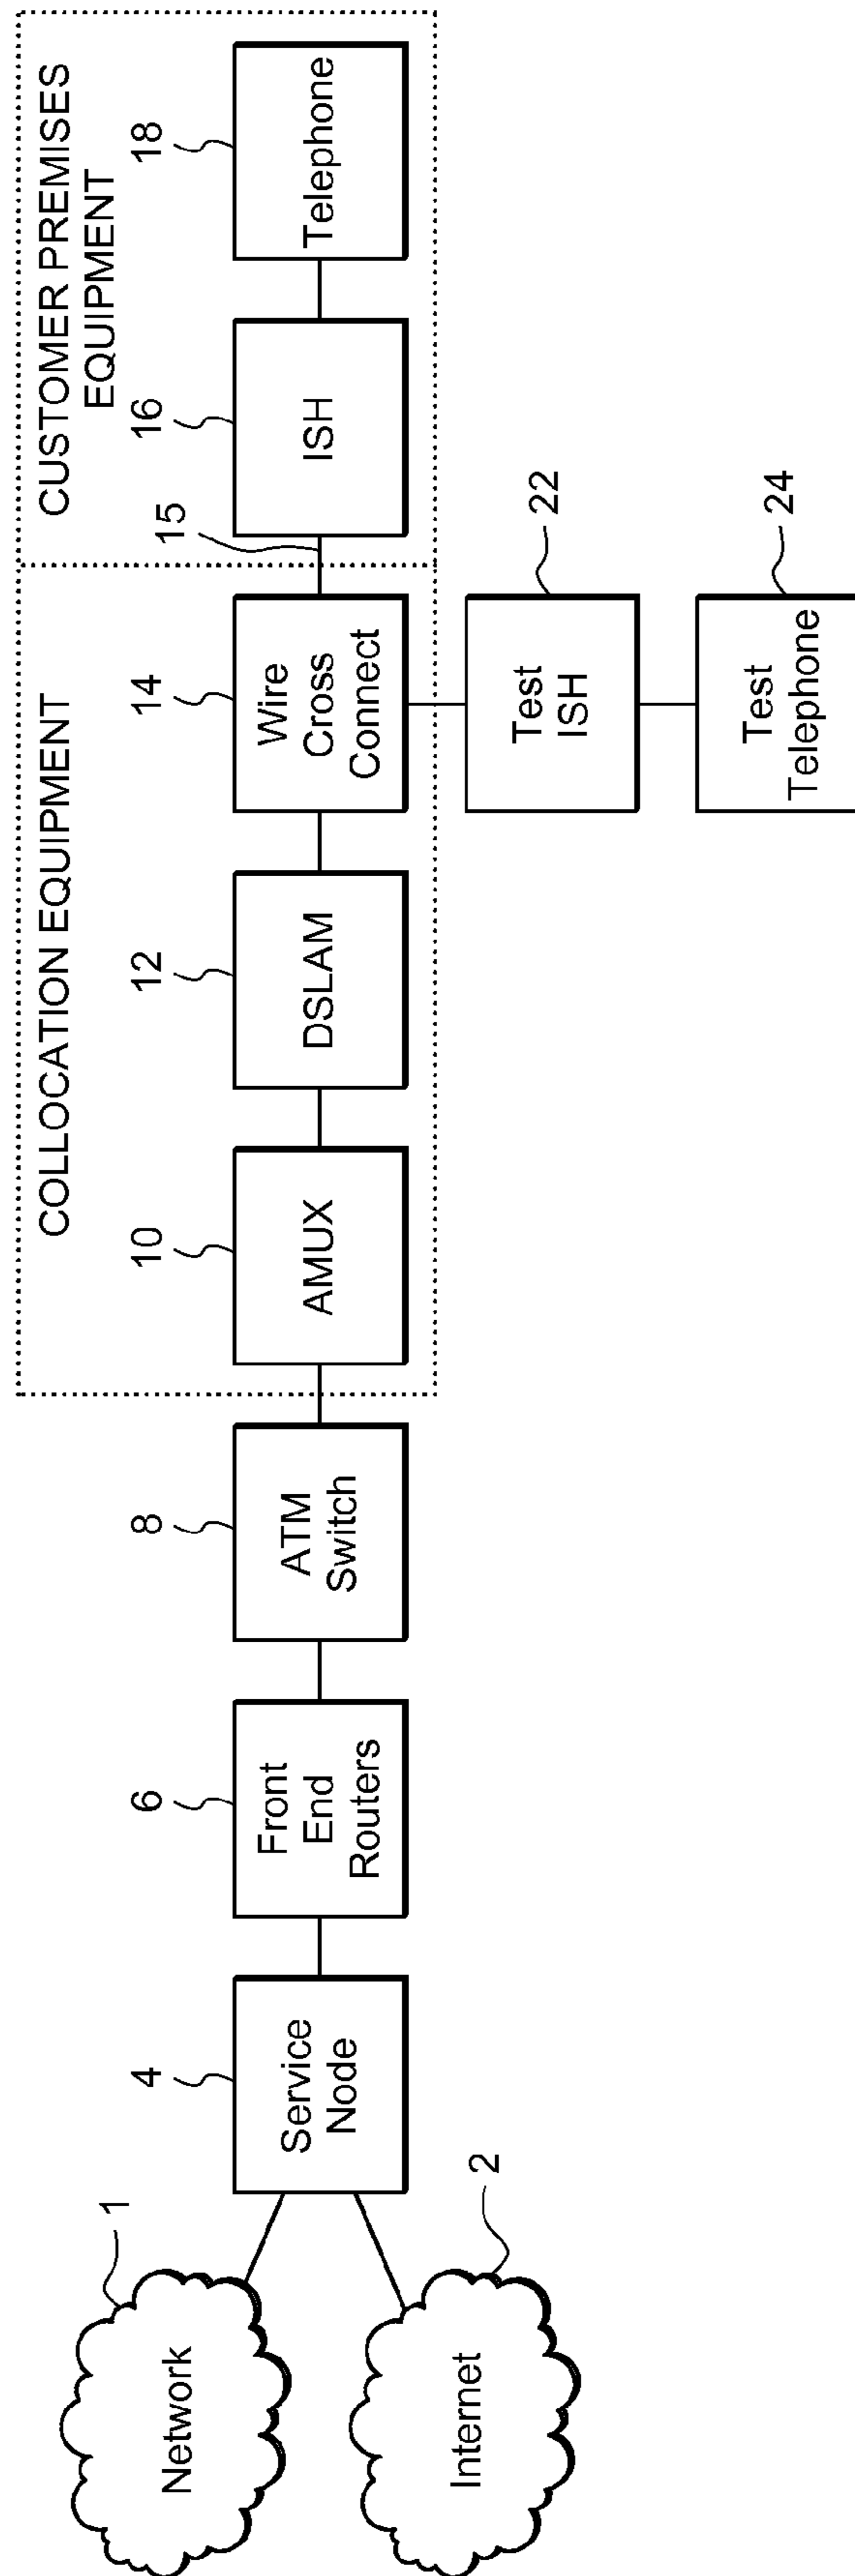 COLLOCATION EQUIPMENT
CUSTOMER PREMISES
EQUIPMENT
1
Network
2
Internet
4
Service
Node
6
Front
End
Routers
8
ATM
Switch
10
AMUX
12
DSLAM
14
Wire
Cross
Connect
15
16
ISH
18
Telephone
22
Test
ISH
24
Test
Telephone